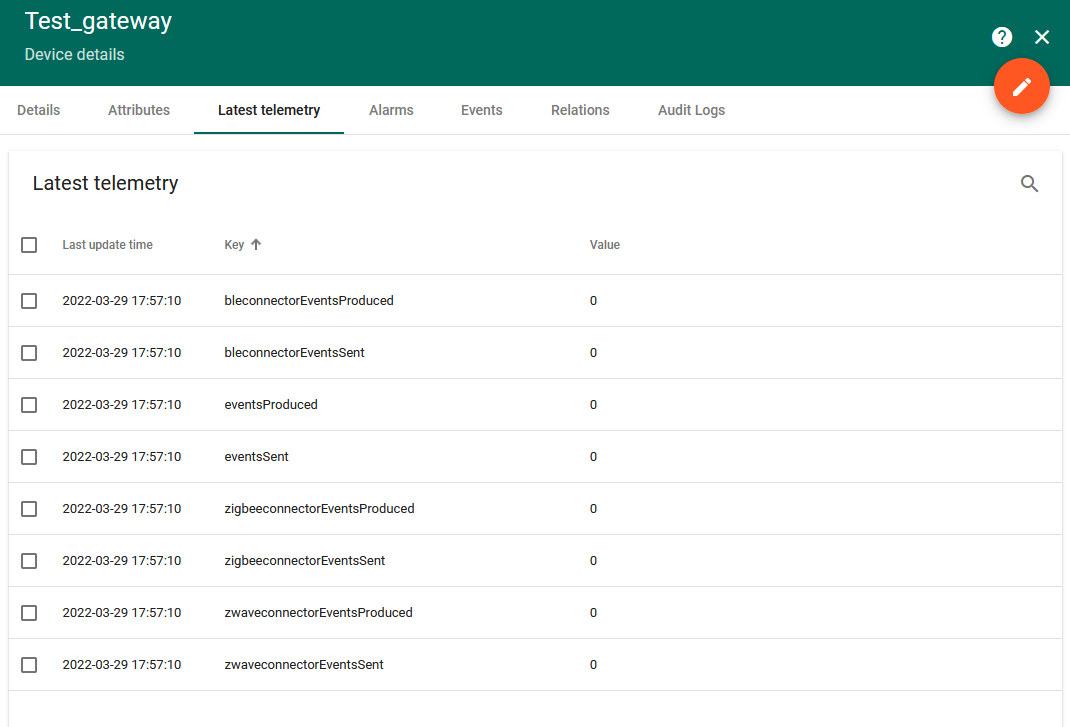 Test_gateway
Device details
Details Attributes Latest telemetry Alarms Events Relations Audit Logs
Latest telemetry
Last update time Key Value
2022-03-29 17:57:10 bleconnectorEventsProduced 0
2022-03-29 17:57:10 bleconnectorEventsSent 0
2022-03-29 17:57:10 eventsProduced 0
2022-03-29 17:57:10 eventsSent 0
2022-03-29 17:57:10 zigbeeconnectorEventsProduced 0
2022-03-29 17:57:10 zigbeeconnectorEventsSent 0
2022-03-29 17:57:10 zwaveconnectorEventsProduced 0
2022-03-29 17:57:10 zwaveconnectorEventsSent 0